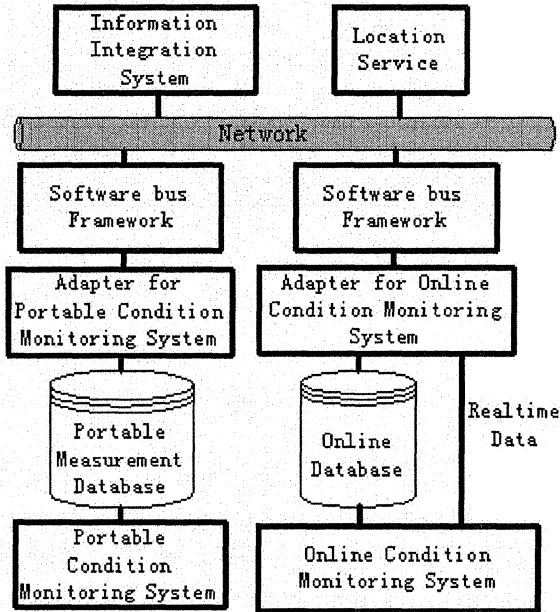 Information
Integration
System
Location
Service
Network
Software bus
Framework
Software bus
Framework
Adapter for
Portable Condition
Monitoring System
Adapter for Online
Condition Monitoring
System
Portable
Measurement
Database
Online
Database
Realtime
Data
Portable
Condition
Monitoring System
Online Condition
Monitoring System